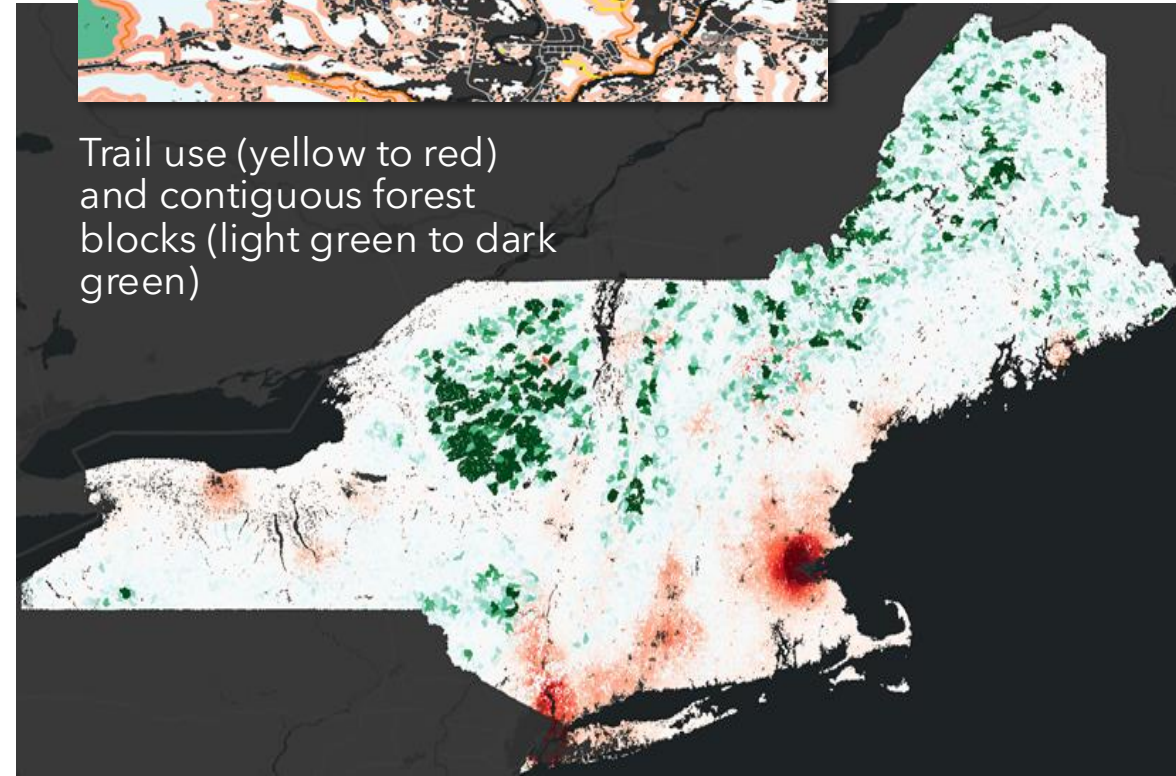 Trail use (yellow to red)
and contiguous forest
blocks (light green to dark
green)